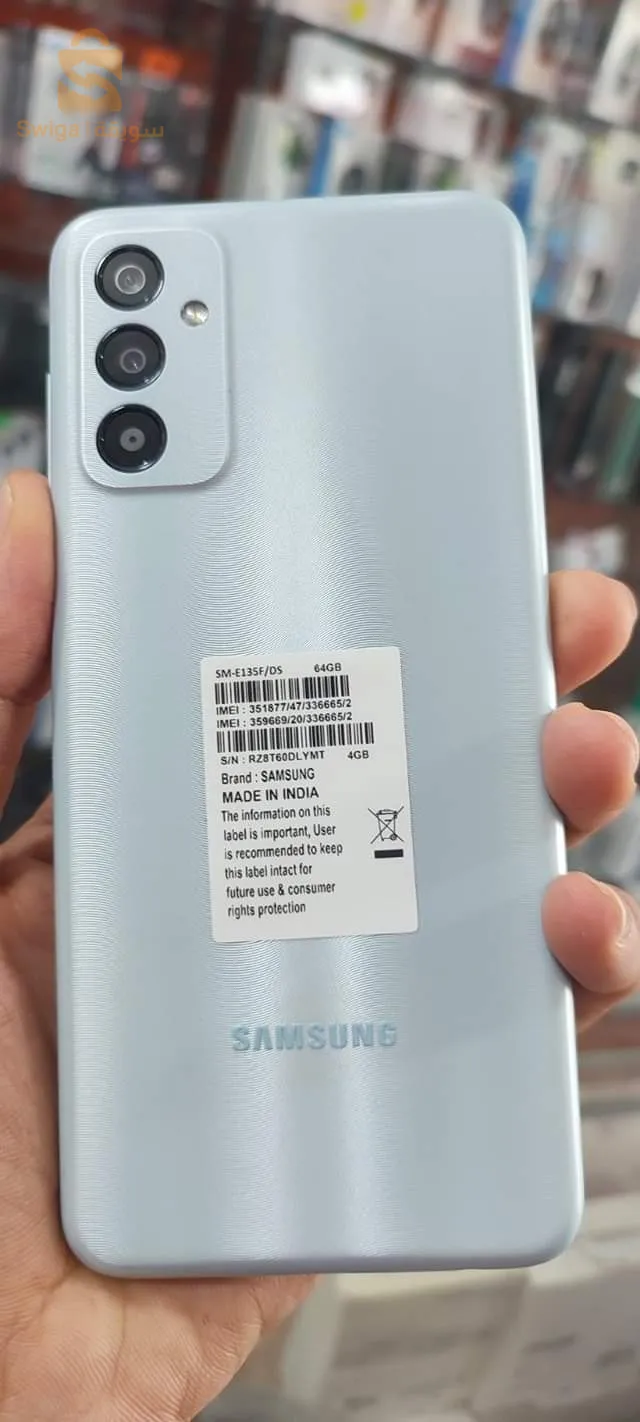 Swiga سويقة
SM-E135F/DS 64GB
IMEI : 351877/47/336665/2
IMEI : 359669/20/336665/2
S/N : RZ8T60DLYMT 4GB
Brand : SAMSUNG
MADE IN INDIA
The information on this
label is important, User
is recommended to keep
this label intact for
future use & consumer
rights protection
SAMSUNG